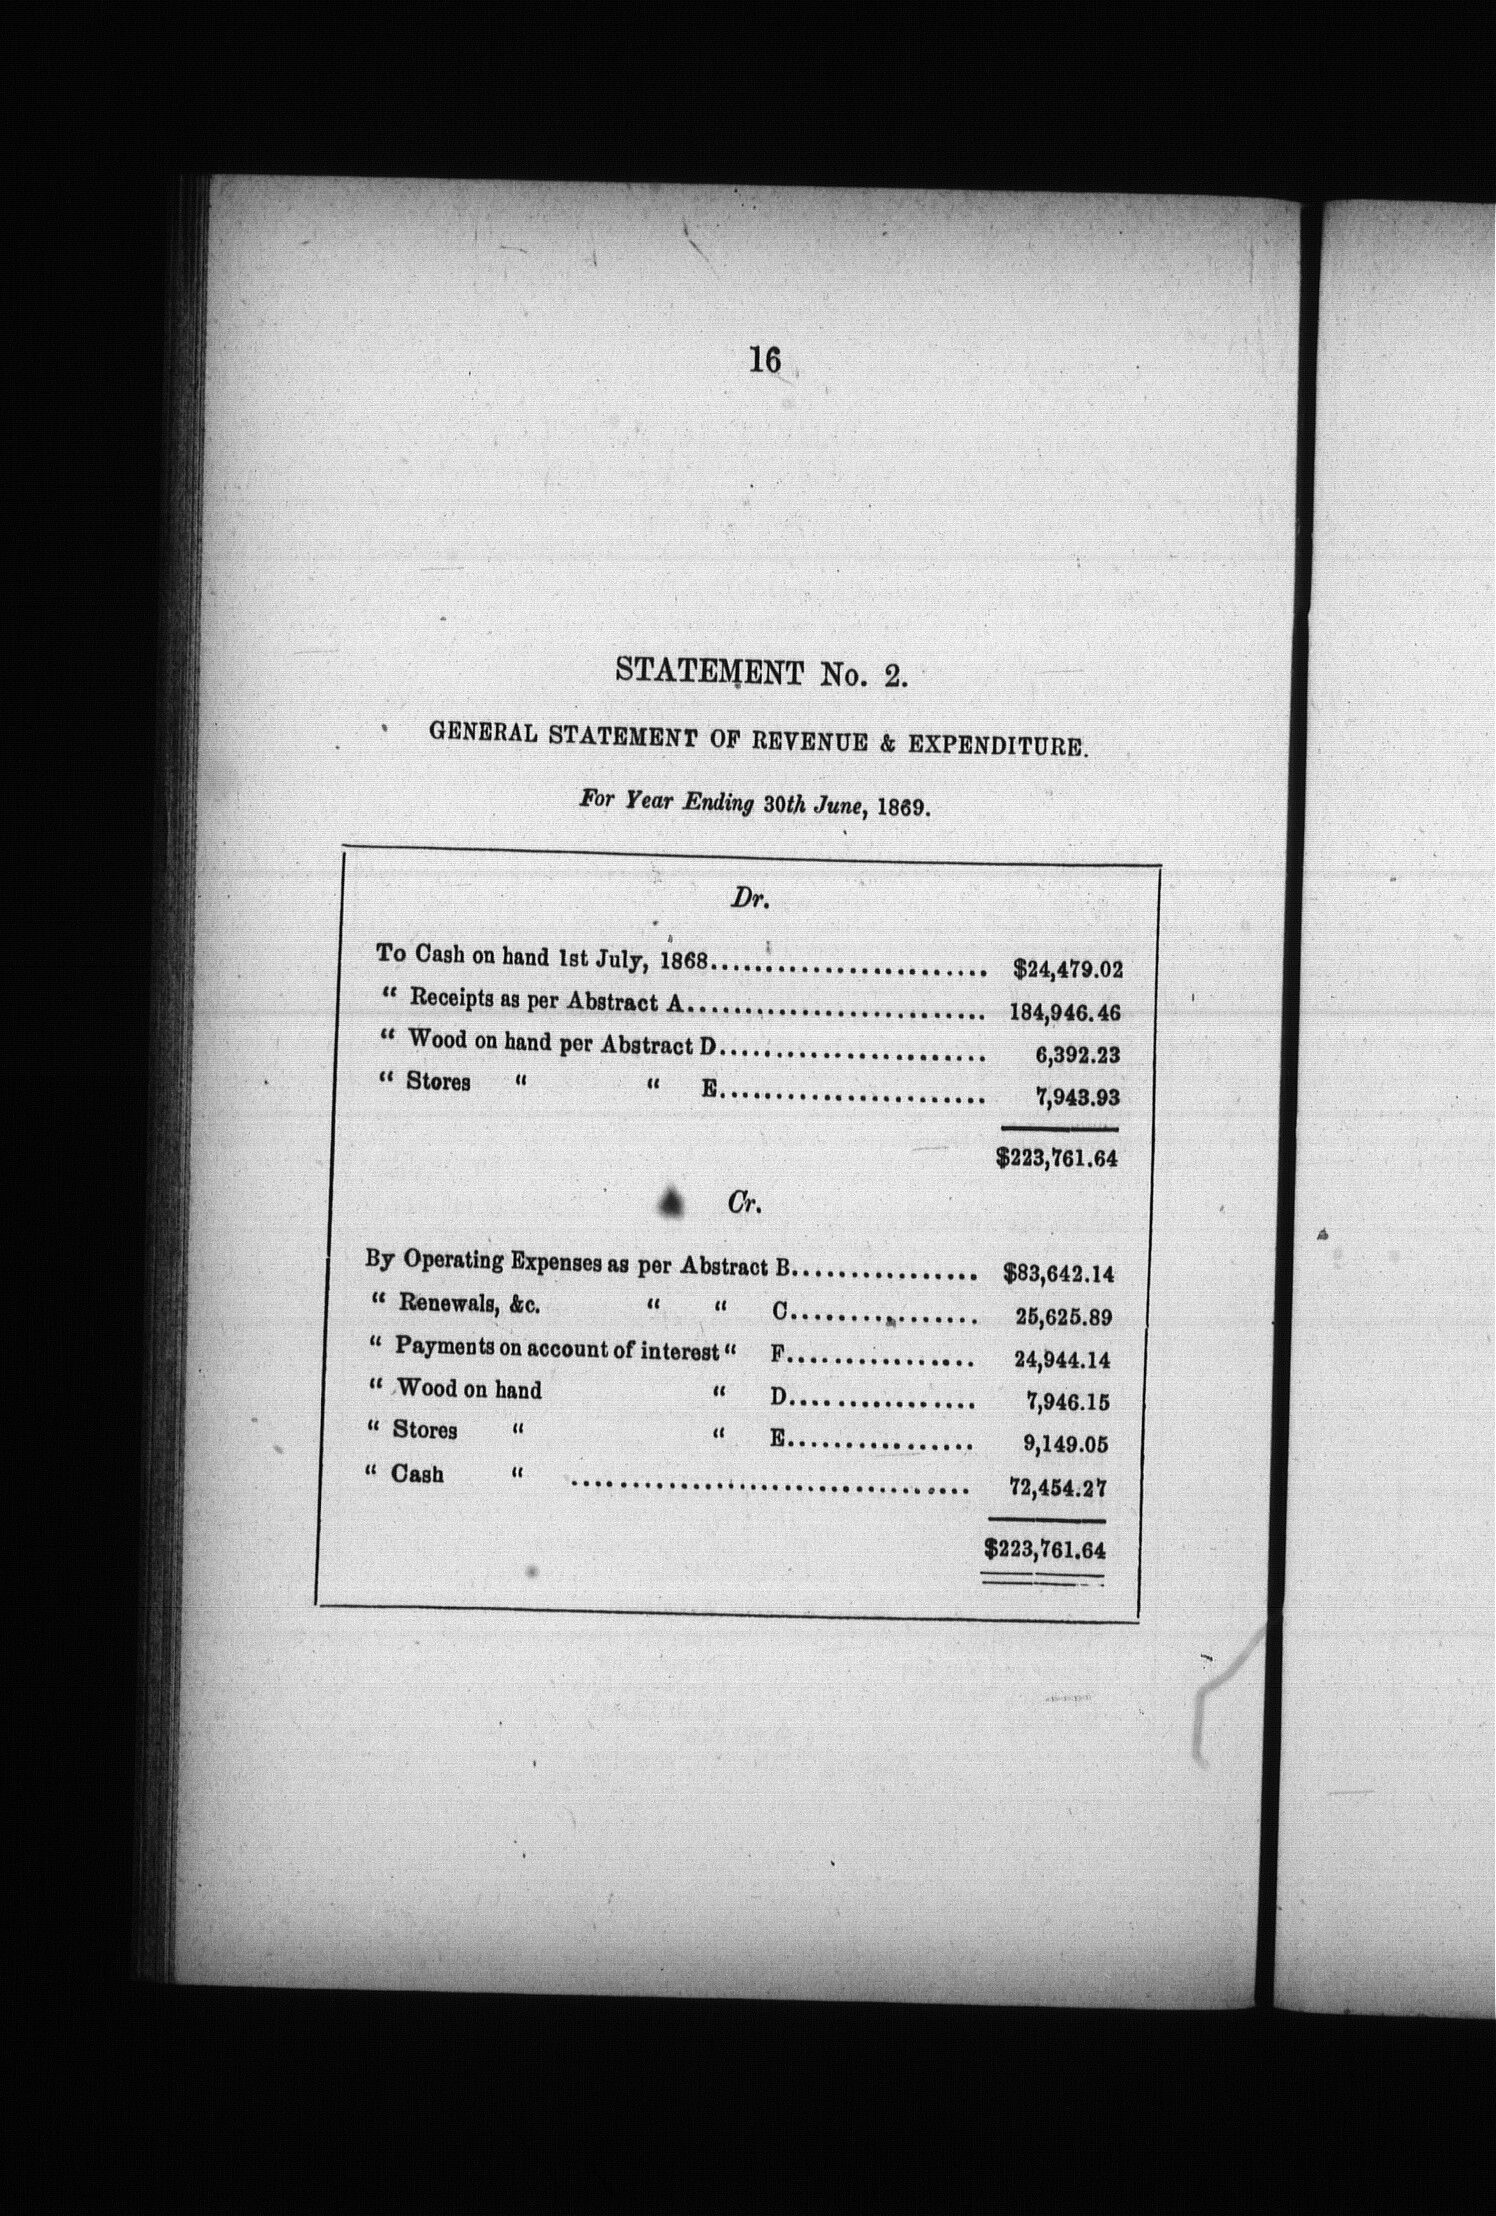 16
STATEMENT No. 2.
GENERAL STATEMENT OF REVENUE & EXPENDITURE.
For Year Ending 30th June, 1869.
Dr.
To Cash on hand 1st July, 1868........................ $24,479.02
“ Receipts as per Abstract A.......................... 184,946.46
“ Wood on hand per Abstract D....................... 6,392.23
“ Stores “ “ E....................... 7,943.93
$223,761.64
Cr.
By Operating Expenses as per Abstract B................ $83,642.14
“ Renewals, &c. “ “ C................ 25,625.89
“ Payments on account of interest “ F................ 24,944.14
“ Wood on hand “ D................ 7,946.15
“ Stores “ “ E................ 9,149.05
“ Cash “ .................................. 72,454.27
$223,761.64